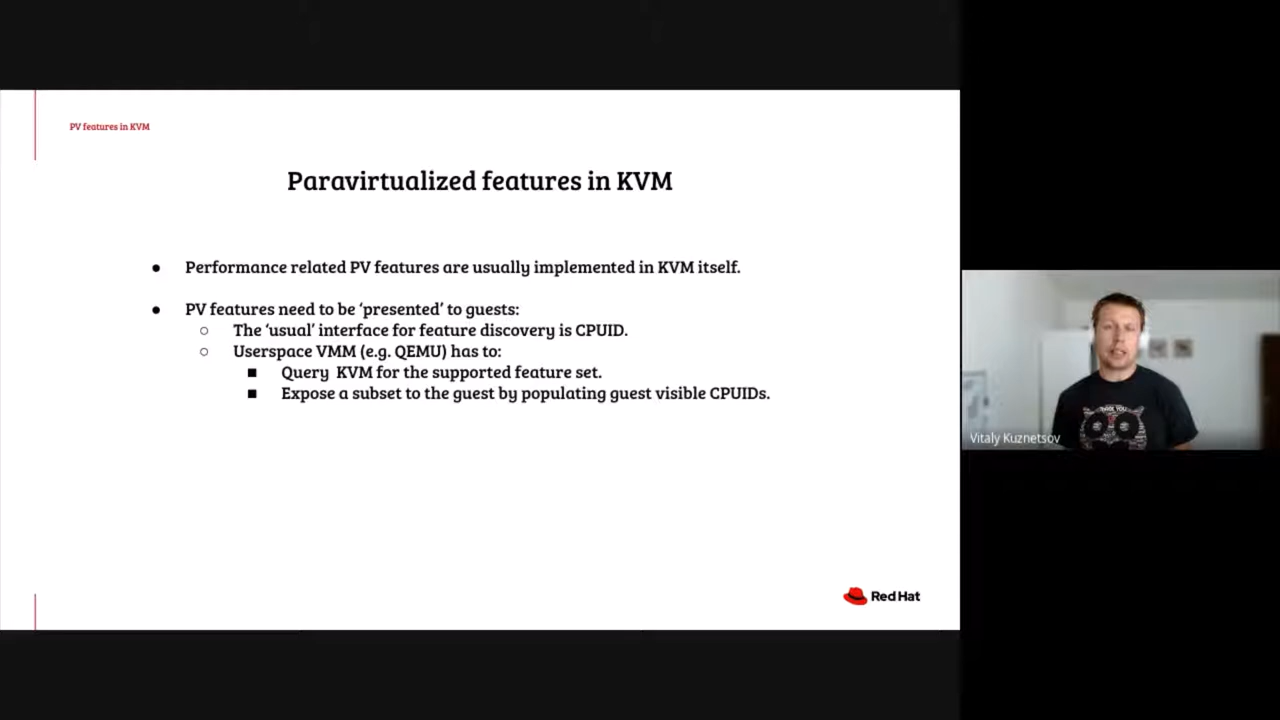 PV features in KVM
Paravirtualized features in KVM
● Performance related PV features are usually implemented in KVM itself.
● PV features need to be ‘presented’ to guests:
○ The ‘usual’ interface for feature discovery is CPUID.
○ Userspace VMM (e.g. QEMU) has to:
■ Query KVM for the supported feature set.
■ Expose a subset to the guest by populating guest visible CPUIDs.
Red Hat
THANK YOU
Vitaly Kuznetsov